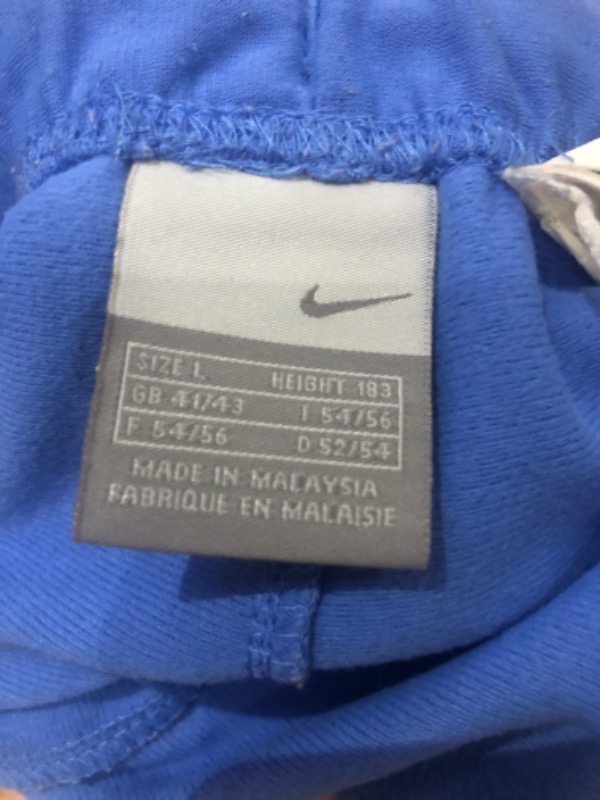 SIZE L HEIGHT 183
GB 41/43 I 54/56
F 54/56 D 52/54
MADE IN MALAYSIA
FABRIQUE EN MALAISIE